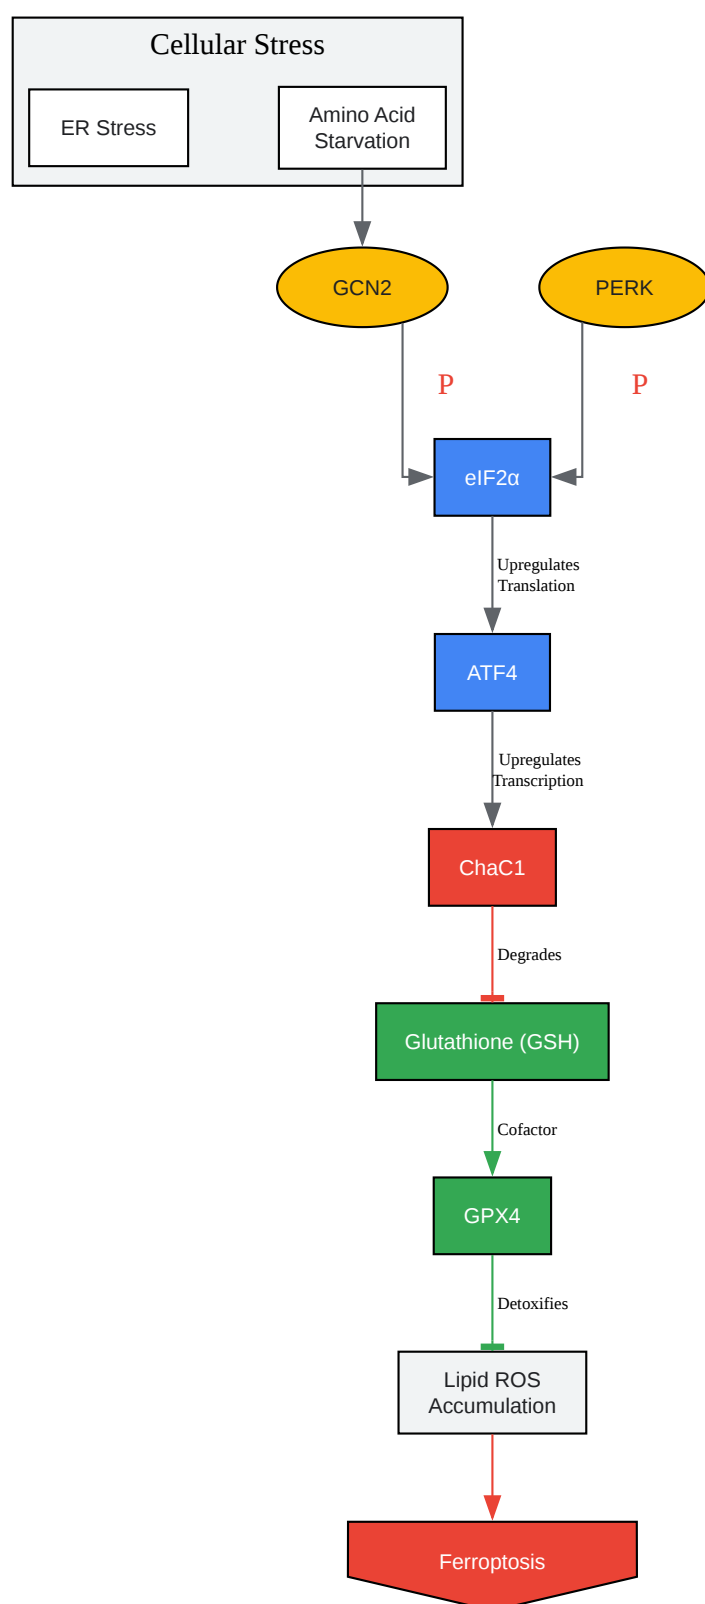 Cellular Stress
ER Stress
Amino Acid
Starvation
GCN2
PERK
P
P
eIF2α
Upregulates
Translation
ATF4
Upregulates
Transcription
ChaC1
Degrades
Glutathione (GSH)
Cofactor
GPX4
Detoxifies
Lipid ROS
Accumulation
Ferroptosis